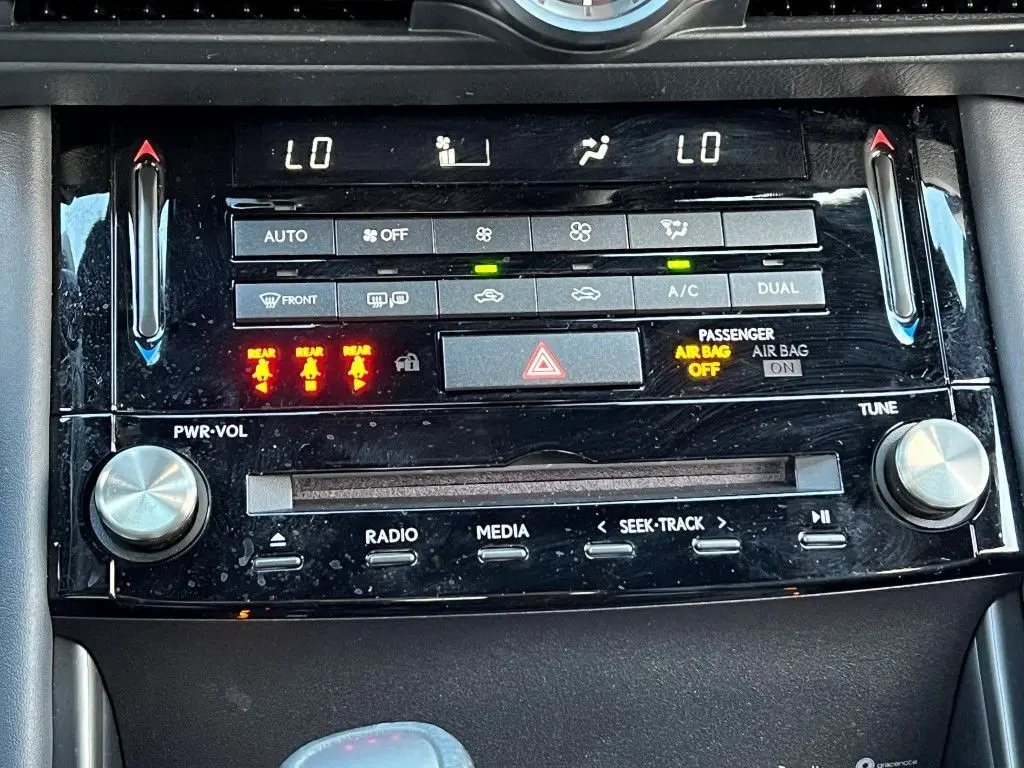 LO LO
AUTO OFF
FRONT A/C DUAL
PASSENGER
REAR REAR REAR AIR BAG OFF AIR BAG ON
TUNE
PWR•VOL
RADIO MEDIA < SEEK•TRACK >
gracenote